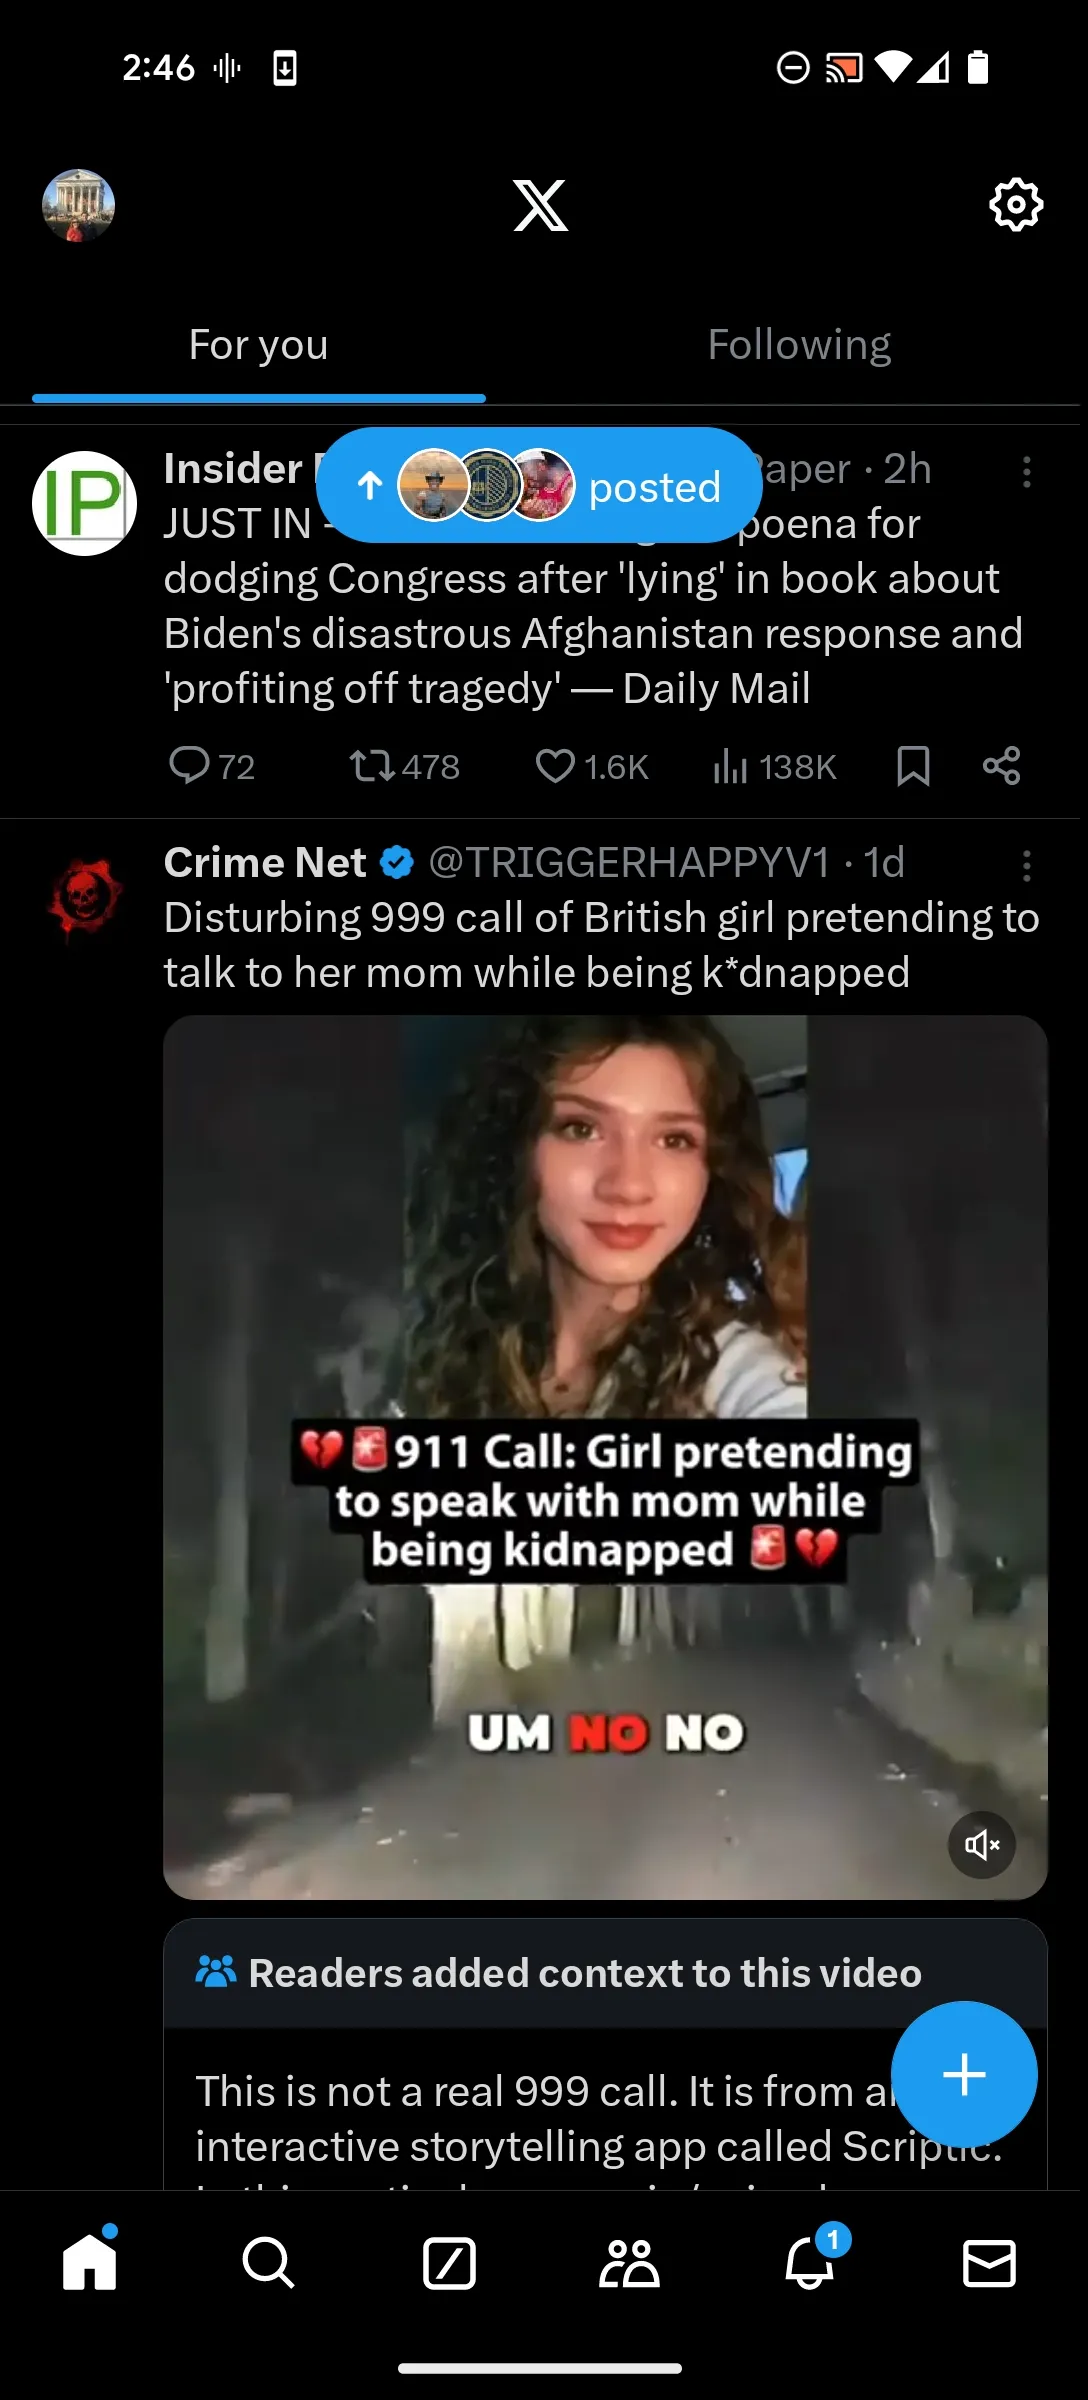 2:46
For you
Following
Insider
aper · 2h
JUST IN - poena for
dodging Congress after 'lying' in book about
Biden's disastrous Afghanistan response and
'profiting off tragedy' — Daily Mail
posted
72 478 1.6K 138K
Crime Net @TRIGGERHAPPYV1 · 1d
Disturbing 999 call of British girl pretending to
talk to her mom while being k*dnapped
💔🚨911 Call: Girl pretending
to speak with mom while
being kidnapped 🚨💔
UM NO NO
Readers added context to this video
This is not a real 999 call. It is from
interactive storytelling app called Scriptic.
1